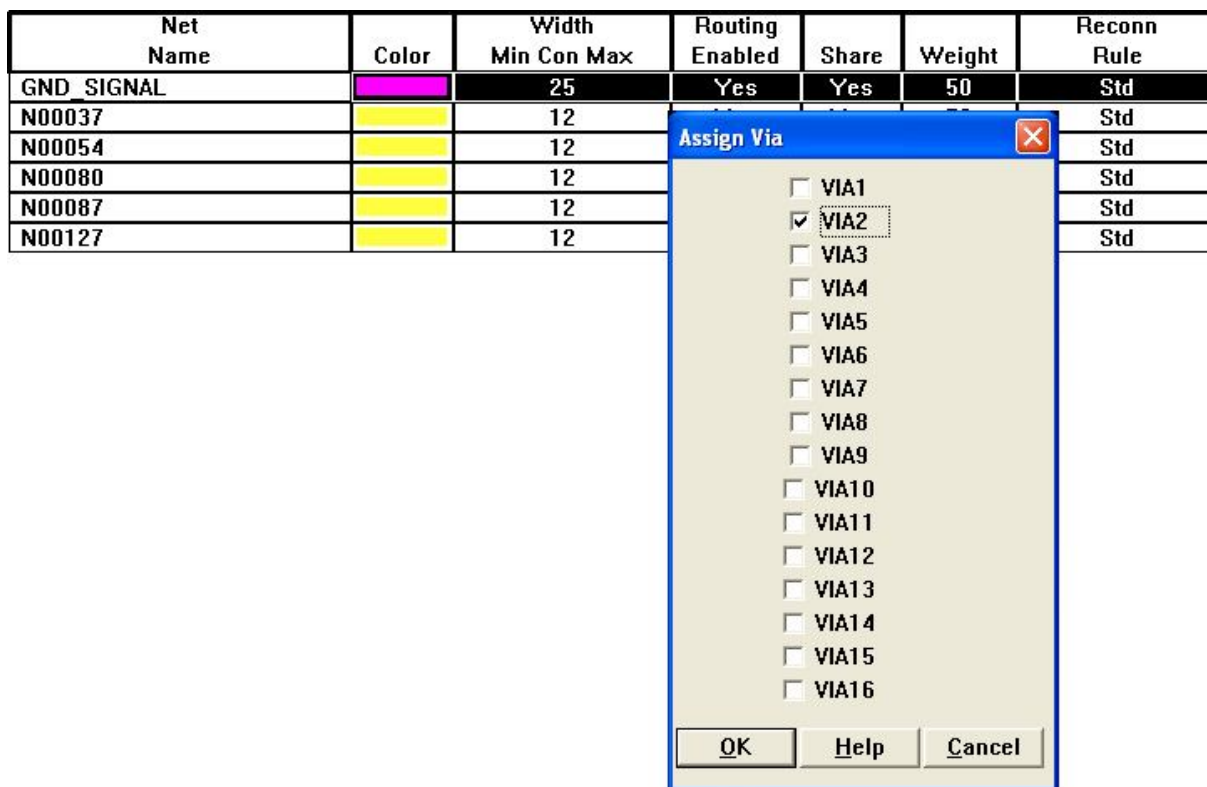 Net Name Color Width Min Con Max Routing Enabled Share Weight Reconn Rule
GND_SIGNAL 25 Yes Yes 50 Std
N00037 12 Std
N00054 12 Std
N00080 12 Std
N00087 12 Std
N00127 12 Std
Assign Via
VIA1
VIA2
VIA3
VIA4
VIA5
VIA6
VIA7
VIA8
VIA9
VIA10
VIA11
VIA12
VIA13
VIA14
VIA15
VIA16
OK Help Cancel